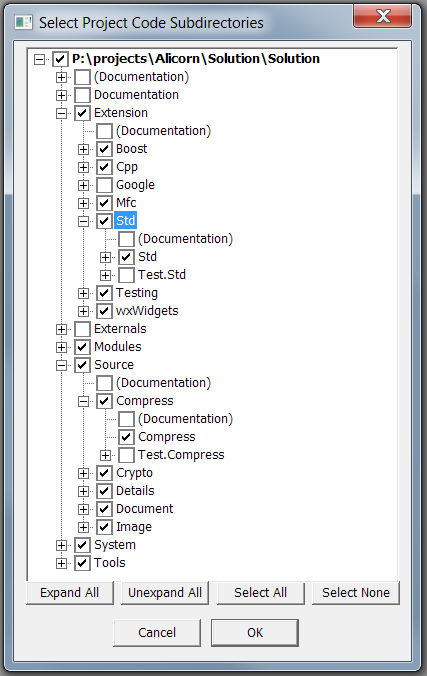 Select Project Code Subdirectories
P:\projects\Alicorn\Solution\Solution
(Documentation)
Documentation
Extension
(Documentation)
Boost
Cpp
Google
Mfc
Std
(Documentation)
Std
Test.Std
Testing
wxWidgets
Externals
Modules
Source
(Documentation)
Compress
(Documentation)
Compress
Test.Compress
Crypto
Details
Document
Image
System
Tools
Expand All Unexpand All Select All Select None
Cancel OK